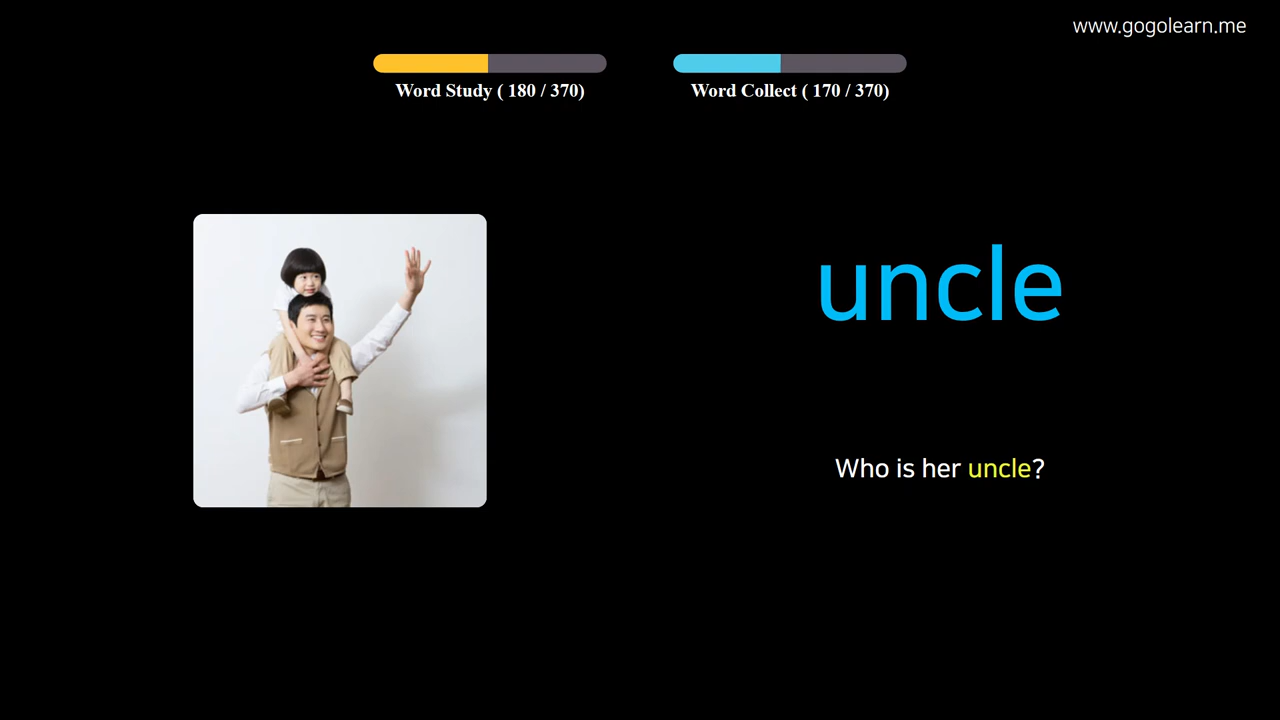 www.gogolearn.me
Word Study ( 180 / 370)
Word Collect ( 170 / 370)
uncle
Who is her uncle?